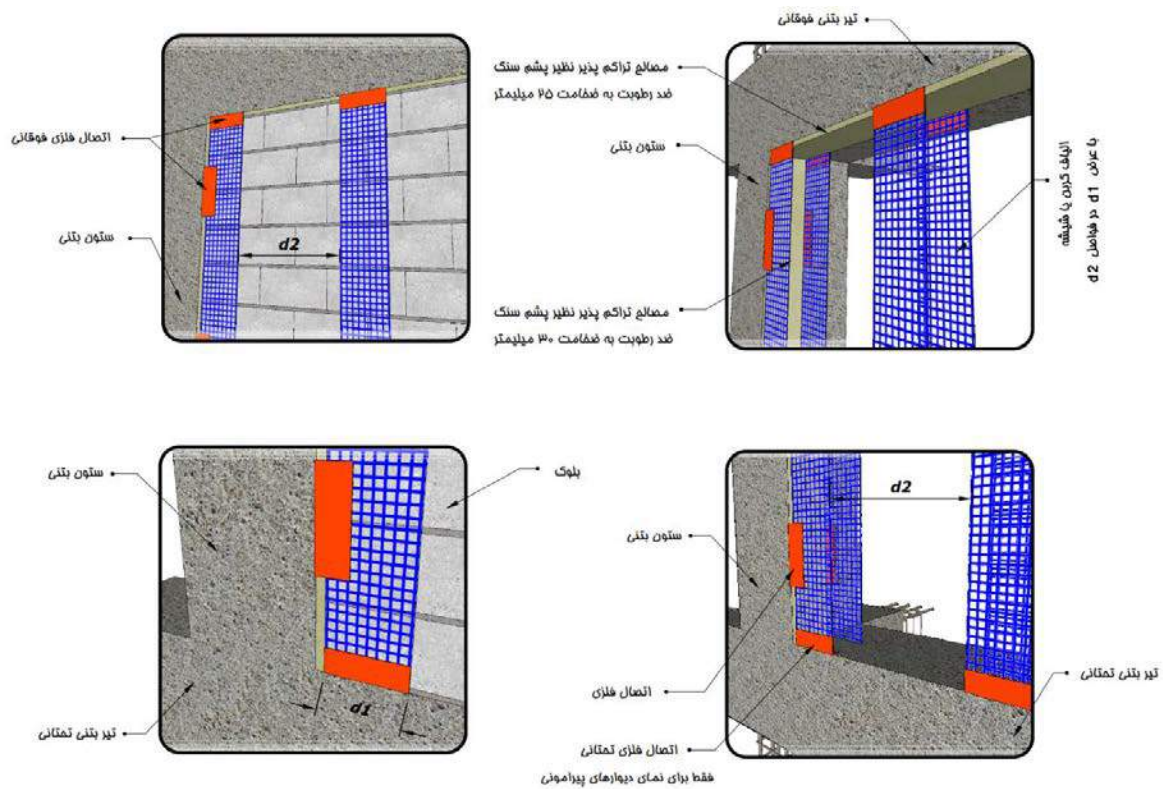 تیر بتنی فوقانی
مصالح تراکم پذیر نظیر پشم سنگ
ضد رطوبت به ضخامت ۲۵ میلیمتر
ستون بتنی
الیاف کربن یا شیشه
با عرض d1 در فواصل d2
مصالح تراکم پذیر نظیر پشم سنگ
ضد رطوبت به ضخامت ۳۰ میلیمتر
اتصال فلزی فوقانی
ستون بتنی
d2
بلوک
ستون بتنی
تیر بتنی تحتانی
d1
d2
ستون بتنی
اتصال فلزی
تیر بتنی تحتانی
اتصال فلزی تحتانی
فقط برای نمای دیوارهای پیرامونی